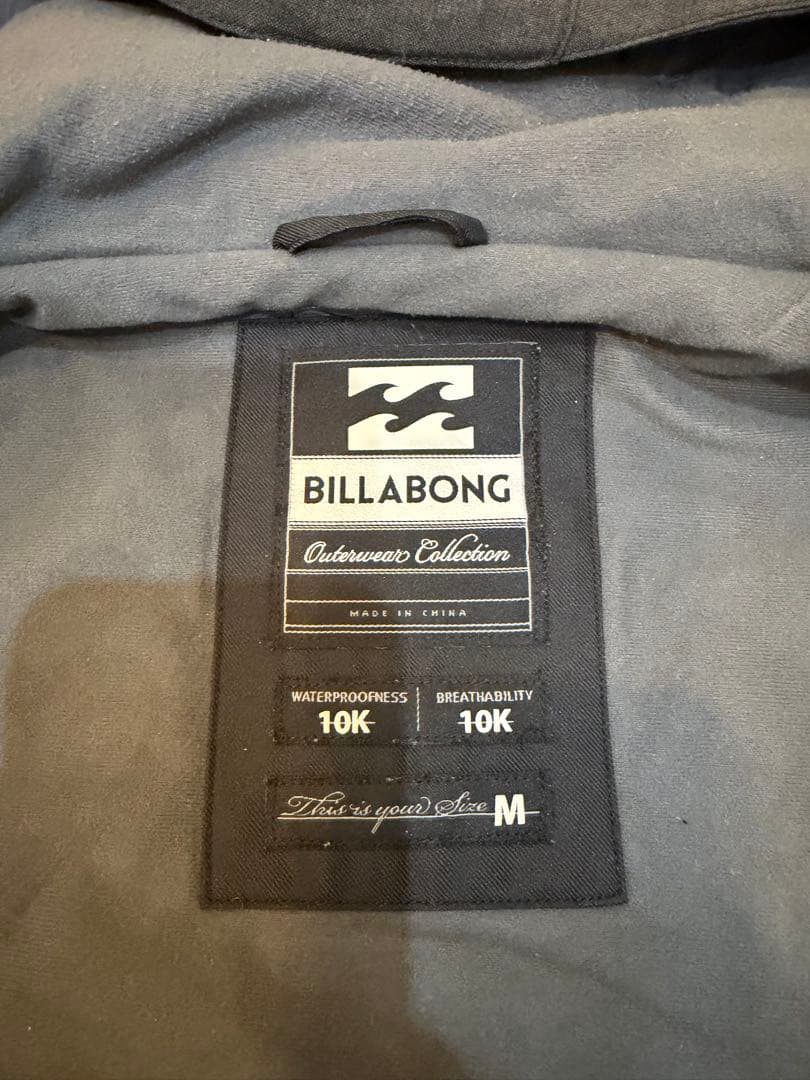 BILLABONG
Outerwear Collection
MADE IN CHINA
WATERPROOFNESS
10K
BREATHABILITY
10K
This is your Size M